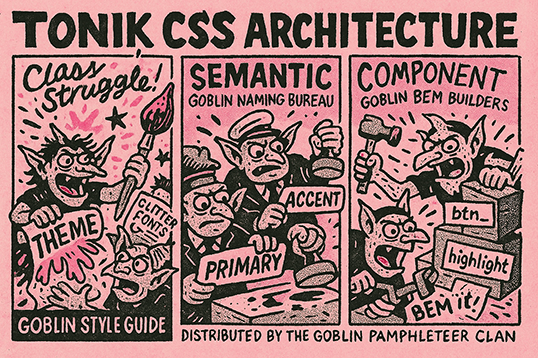 TONIK CSS ARCHITECTURE
Class
Struggle!
THEME
GLITTER
FONTS
GOBLIN STYLE GUIDE
SEMANTIC
GOBLIN NAMING BUREAU
ACCENT
PRIMARY
COMPONENT
GOBLIN BEM BUILDERS
btn_
highlight
BEM it!
DISTRIBUTED BY THE GOBLIN PAMPHLETEER CLAN